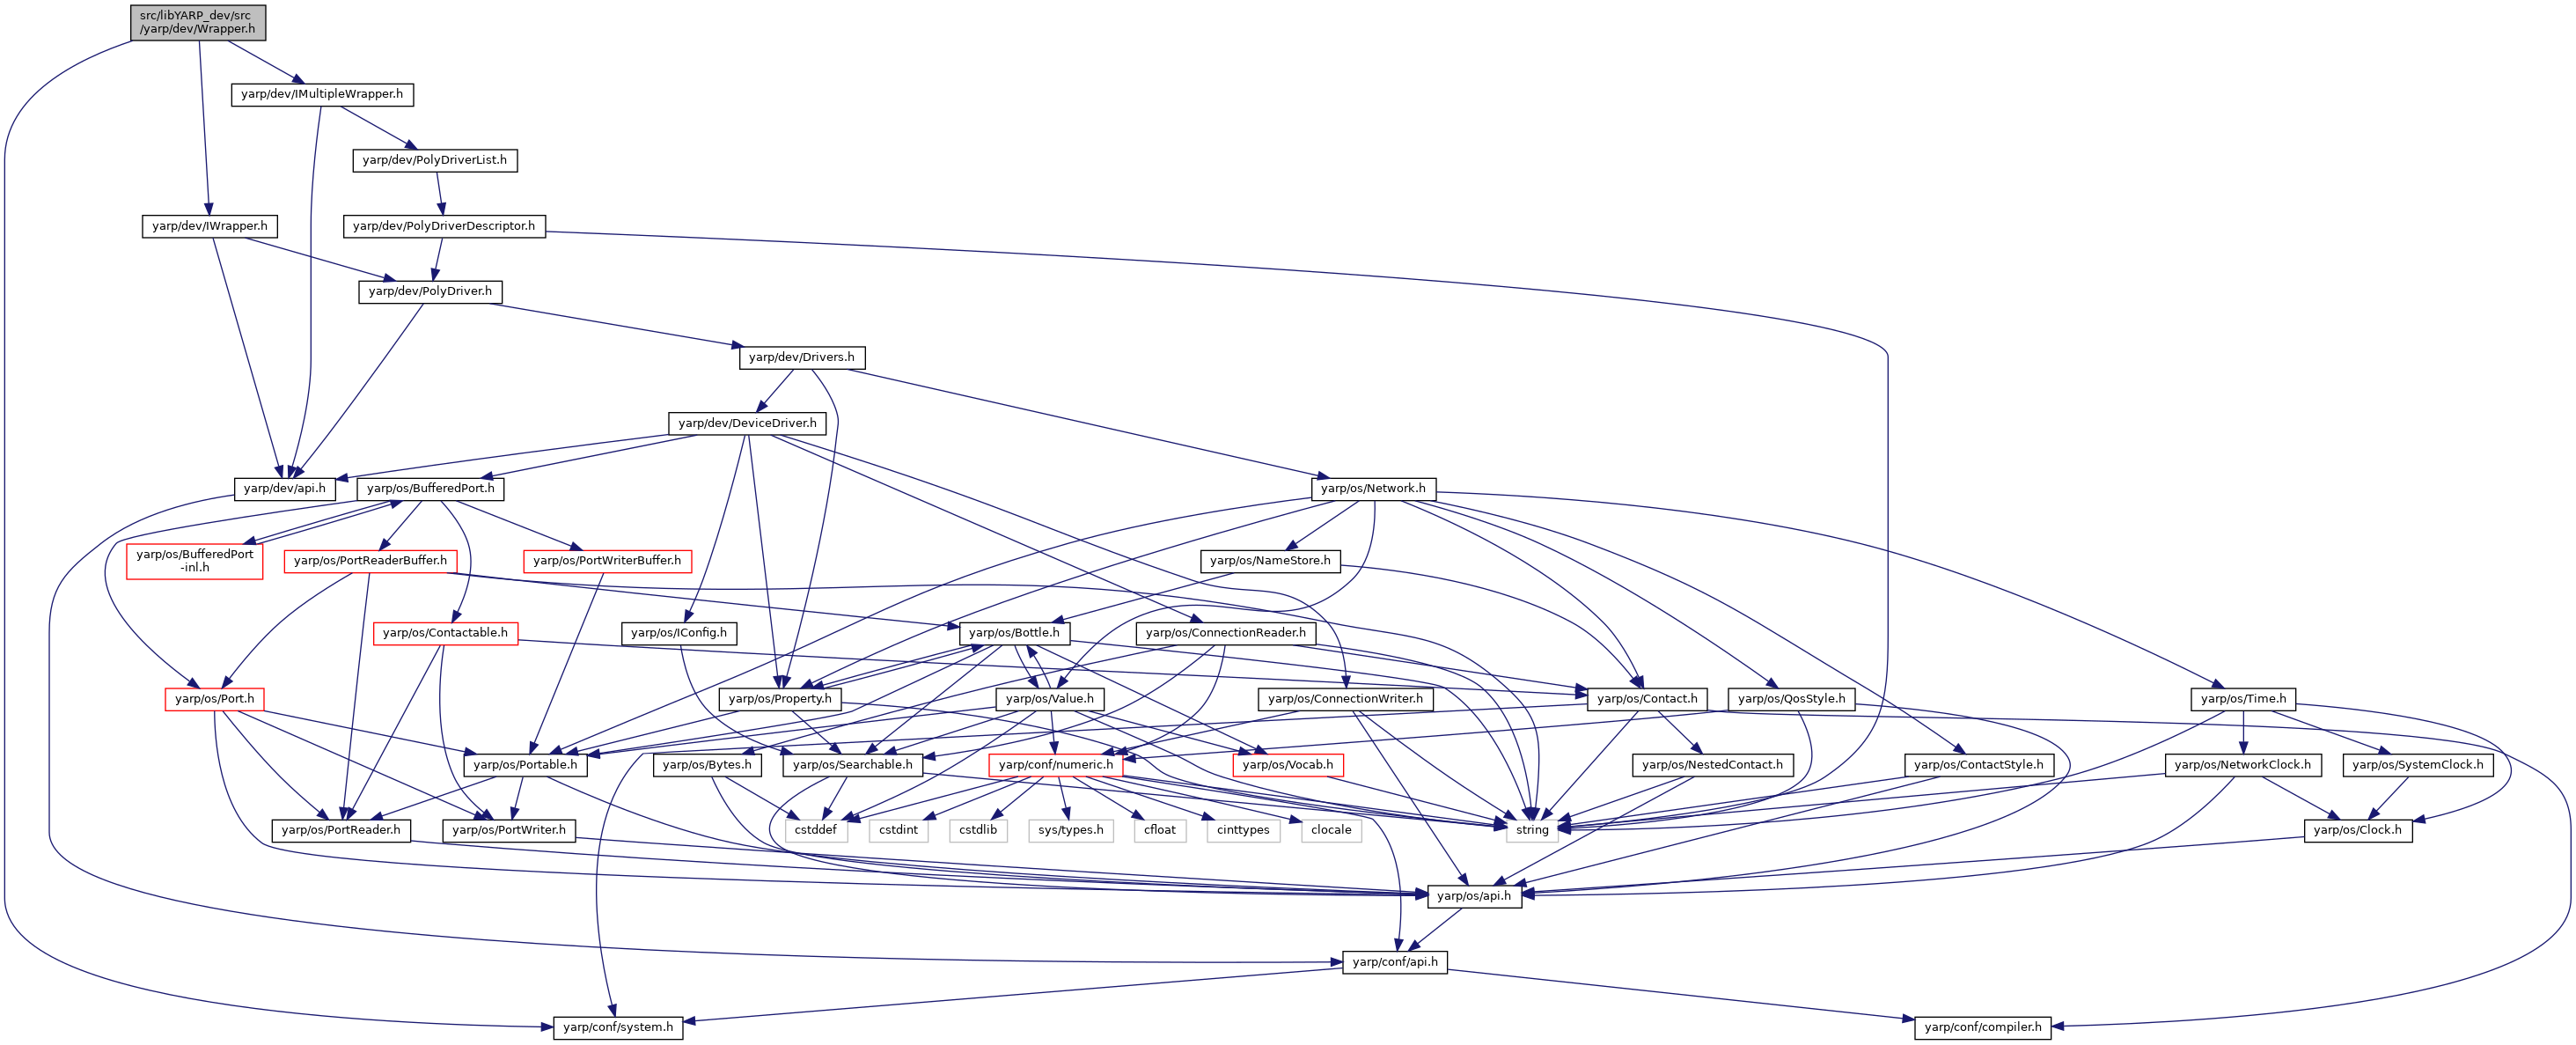 src/libYARP_dev/src
/yarp/dev/Wrapper.h
yarp/dev/IMultipleWrapper.h
yarp/dev/PolyDriverList.h
yarp/dev/IWrapper.h
yarp/dev/PolyDriverDescriptor.h
yarp/dev/PolyDriver.h
yarp/dev/Drivers.h
yarp/dev/DeviceDriver.h
yarp/dev/api.h
yarp/os/BufferedPort.h
yarp/os/Network.h
yarp/os/BufferedPort
-inl.h
yarp/os/PortReaderBuffer.h
yarp/os/PortWriterBuffer.h
yarp/os/NameStore.h
yarp/os/Contactable.h
yarp/os/IConfig.h
yarp/os/Bottle.h
yarp/os/ConnectionReader.h
yarp/os/Port.h
yarp/os/Property.h
yarp/os/Value.h
yarp/os/ConnectionWriter.h
yarp/os/Contact.h
yarp/os/QosStyle.h
yarp/os/Time.h
yarp/os/Portable.h
yarp/os/Bytes.h
yarp/os/Searchable.h
yarp/conf/numeric.h
yarp/os/Vocab.h
yarp/os/NestedContact.h
yarp/os/ContactStyle.h
yarp/os/NetworkClock.h
yarp/os/SystemClock.h
yarp/os/PortReader.h
yarp/os/PortWriter.h
cstddef
cstdint
cstdlib
sys/types.h
cfloat
cinttypes
clocale
string
yarp/os/Clock.h
yarp/os/api.h
yarp/conf/api.h
yarp/conf/system.h
yarp/conf/compiler.h